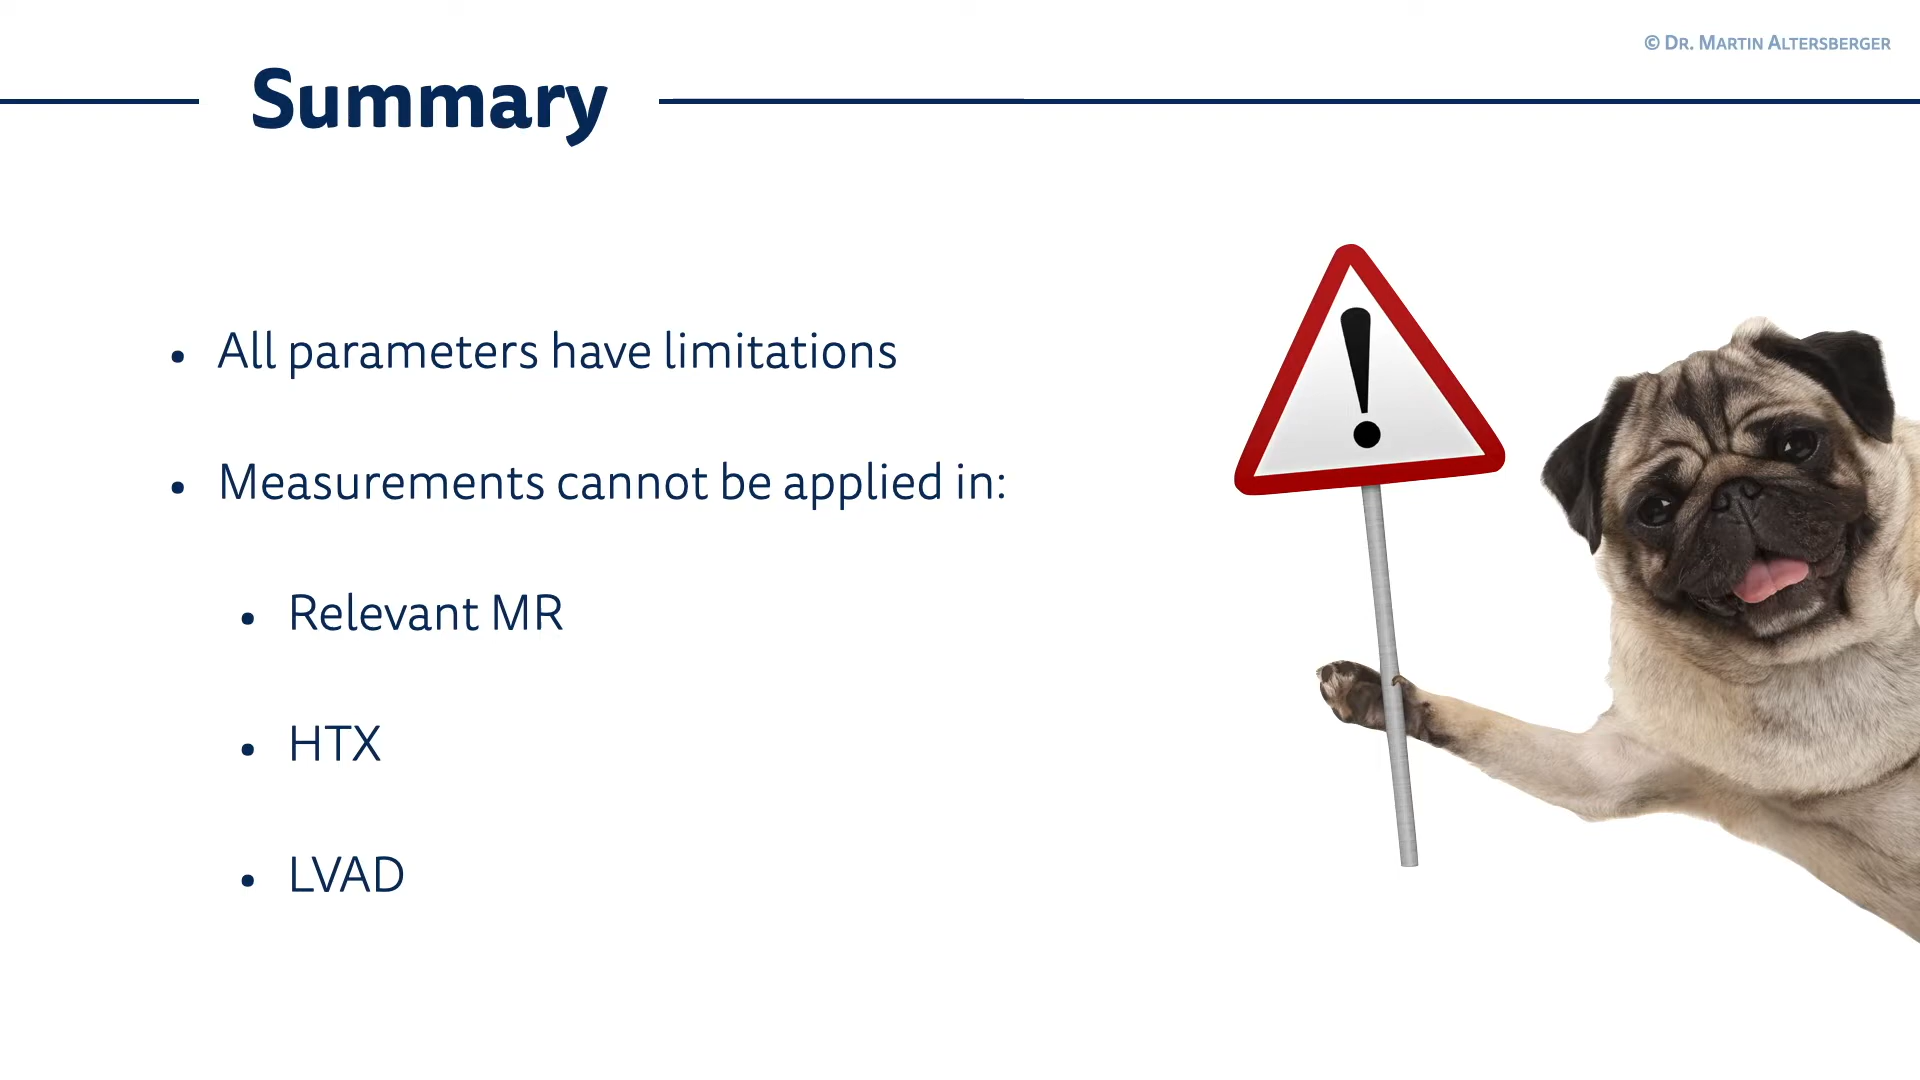 © Dr. Martin Altersberger
Summary
• All parameters have limitations
• Measurements cannot be applied in:
• Relevant MR
• HTX
• LVAD
!